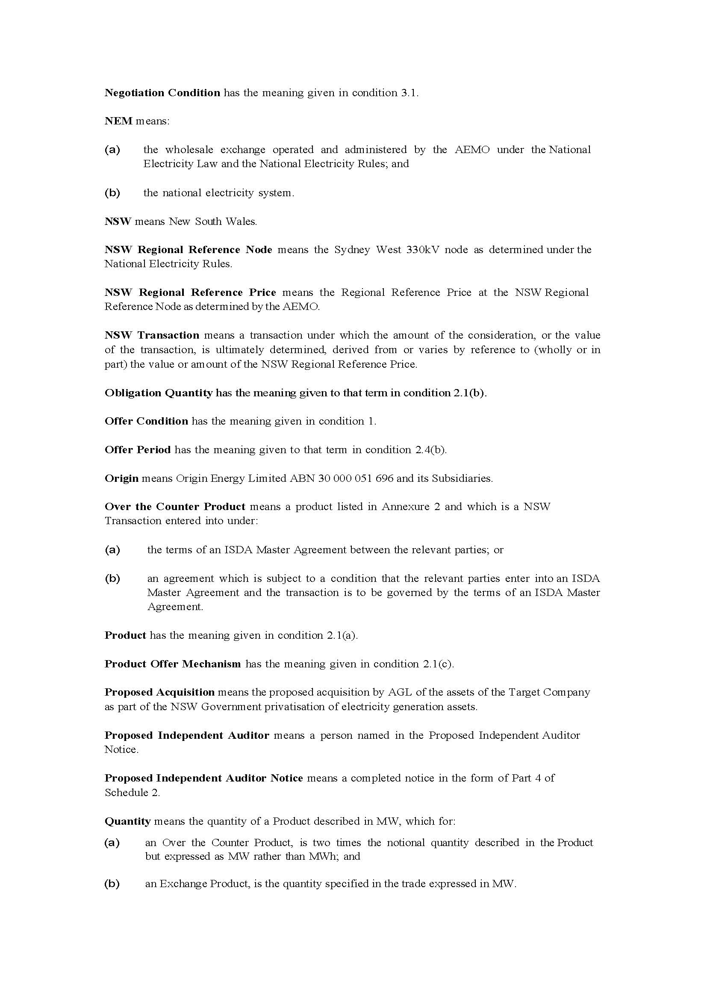 Negotiation Condition has the meaning given in condition 3.1.
NEM means:
(a) the wholesale exchange operated and administered by the AEMO under the National
Electricity Law and the National Electricity Rules; and
(b) the national electricity system.
NSW means New South Wales.
NSW Regional Reference Node means the Sydney West 330kV node as determined under the
National Electricity Rules.
NSW Regional Reference Price means the Regional Reference Price at the NSW Regional
Reference Node as determined by the AEMO.
NSW Transaction means a transaction under which the amount of the consideration, or the value
of the transaction, is ultimately determined, derived from or varies by reference to (wholly or in
part) the value or amount of the NSW Regional Reference Price.
Obligation Quantity has the meaning given to that term in condition 2.1(b).
Offer Condition has the meaning given in condition 1.
Offer Period has the meaning given to that term in condition 2.4(b).
Origin means Origin Energy Limited ABN 30 000 051 696 and its Subsidiaries.
Over the Counter Product means a product listed in Annexure 2 and which is a NSW
Transaction entered into under:
(a) the terms of an ISDA Master Agreement between the relevant parties; or
(b) an agreement which is subject to a condition that the relevant parties enter into an ISDA
Master Agreement and the transaction is to be governed by the terms of an ISDA Master
Agreement.
Product has the meaning given in condition 2.1(a).
Product Offer Mechanism has the meaning given in condition 2.1(c).
Proposed Acquisition means the proposed acquisition by AGL of the assets of the Target Company
as part of the NSW Government privatisation of electricity generation assets.
Proposed Independent Auditor means a person named in the Proposed Independent Auditor
Notice.
Proposed Independent Auditor Notice means a completed notice in the form of Part 4 of
Schedule 2.
Quantity means the quantity of a Product described in MW, which for:
(a) an Over the Counter Product, is two times the notional quantity described in the Product
but expressed as MW rather than MWh; and
(b) an Exchange Product, is the quantity specified in the trade expressed in MW.